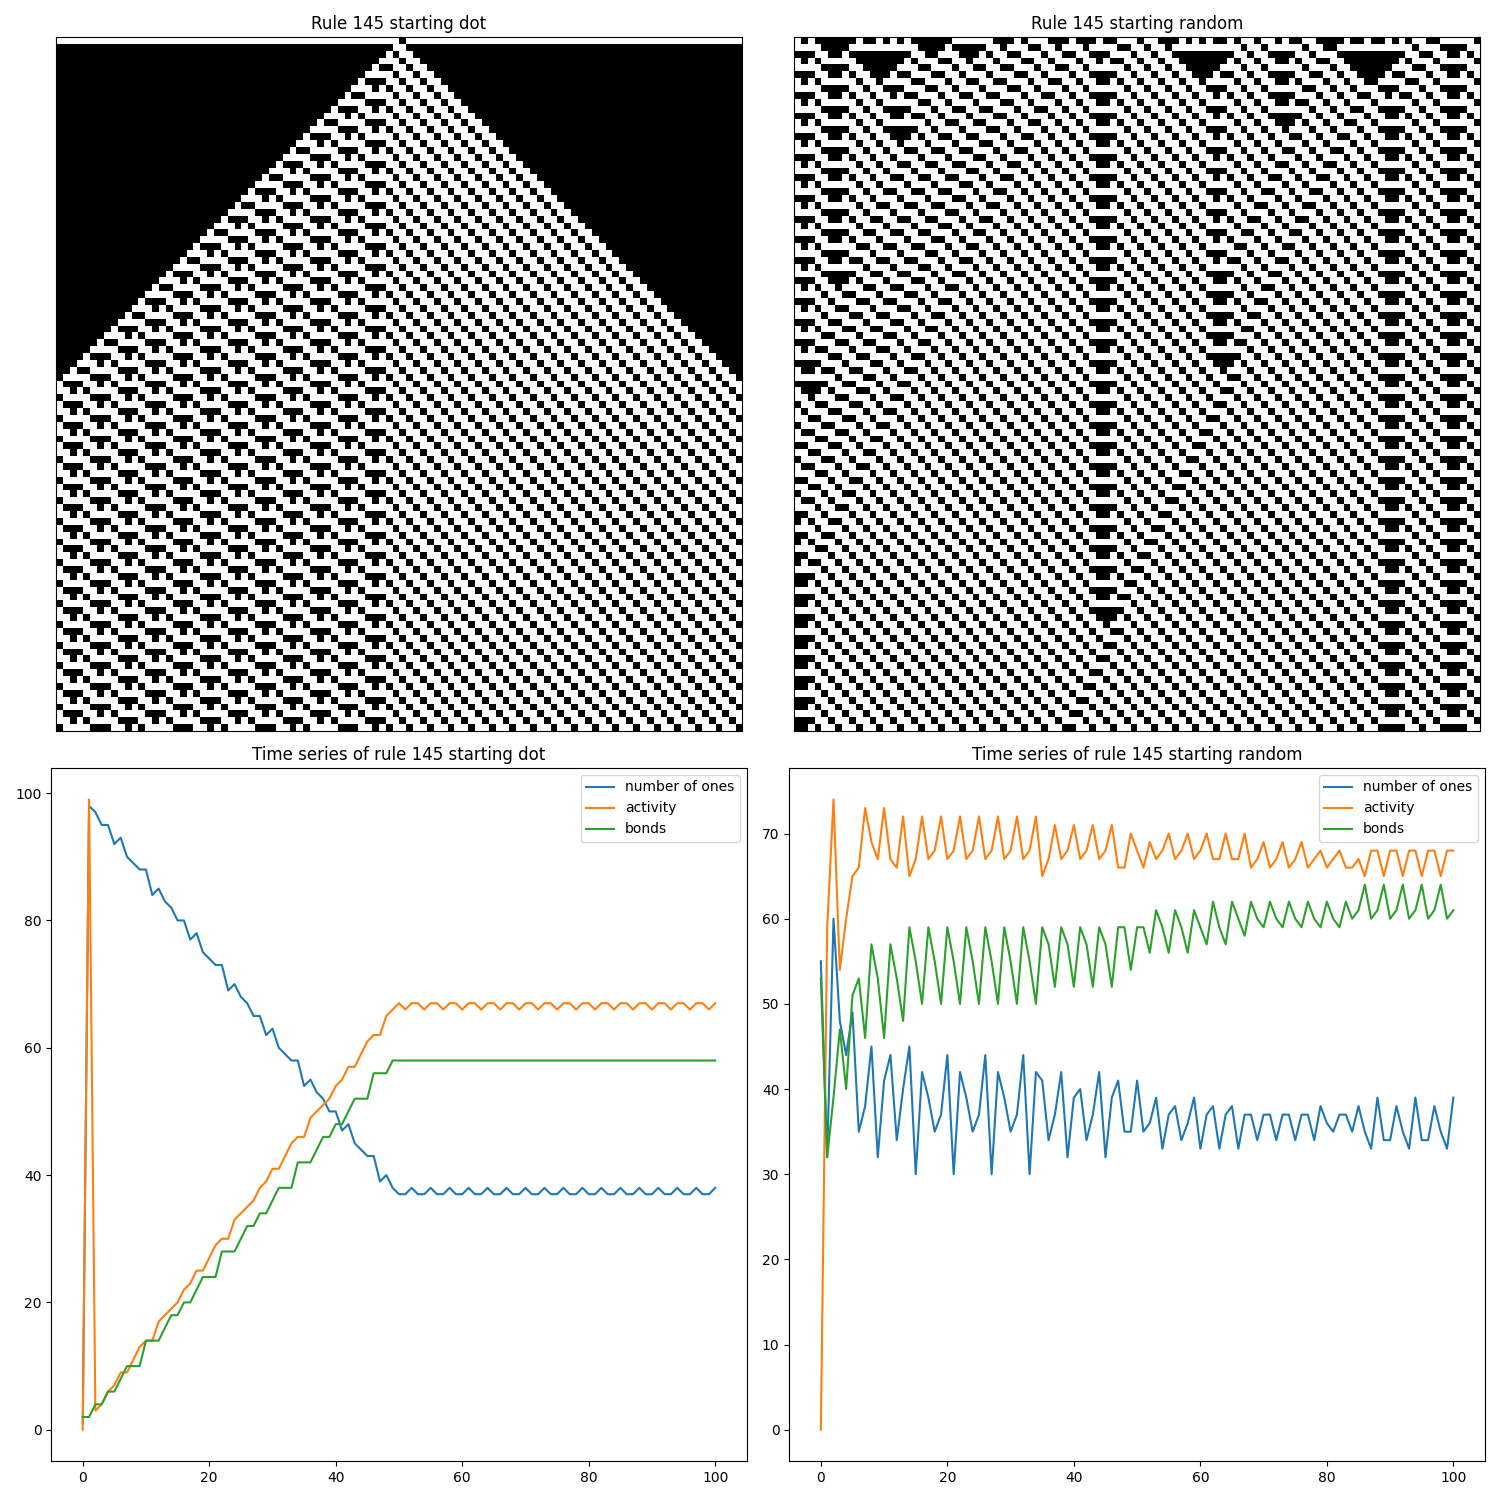 Rule 145 starting dot
Rule 145 starting random
Time series of rule 145 starting dot
number of ones
activity
bonds
100
80
60
40
20
0
0 20 40 60 80 100
Time series of rule 145 starting random
number of ones
activity
bonds
70
60
50
40
30
20
10
0
0 20 40 60 80 100